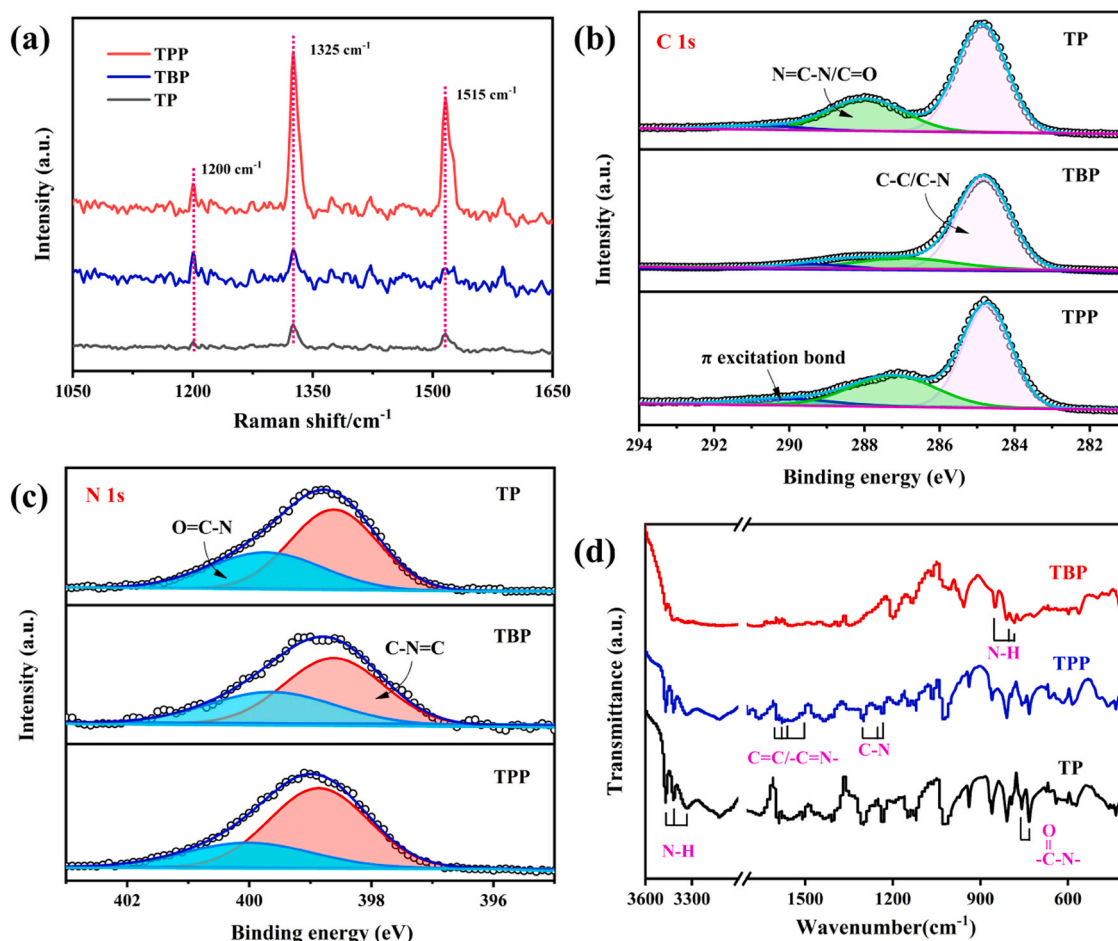 (a)
TPP
TBP
TP
1325 cm-1
1515 cm-1
1200 cm-1
Intensity (a.u.)
1050 1200 1350 1500 1650
Raman shift/cm-1
(b)
C 1s
TP
N=C-N/C=O
TBP
C-C/C-N
TPP
π excitation bond
Intensity (a.u.)
294 292 290 288 286 284 282
Binding energy (eV)
(c)
N 1s
TP
O=C-N
TBP
C-N=C
TPP
Intensity (a.u.)
402 400 398 396
Binding energy (eV)
(d)
TBP
N-H
TPP
C=C/-C=N-
C-N
TP
N-H
O
=
-C-N-
Transmittance (a.u.)
3600 3300 1500 1200 900 600
Wavenumber(cm-1)